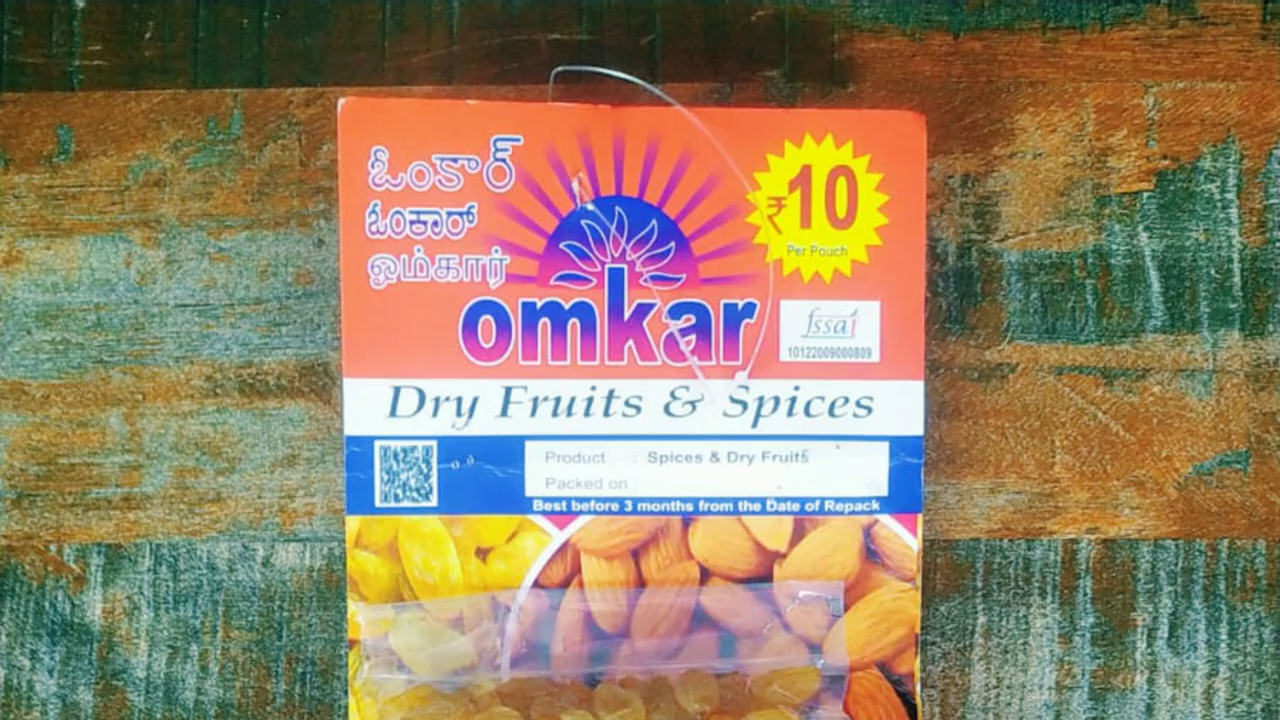 ஓംകാർ
ಓಂಕಾರ್
ஓம்கார்
₹10
Per Pouch
omkar
fssai
10122009000809
Dry Fruits & Spices
Product : Spices & Dry Fruits
Packed on :
Best before 3 months from the Date of Repack